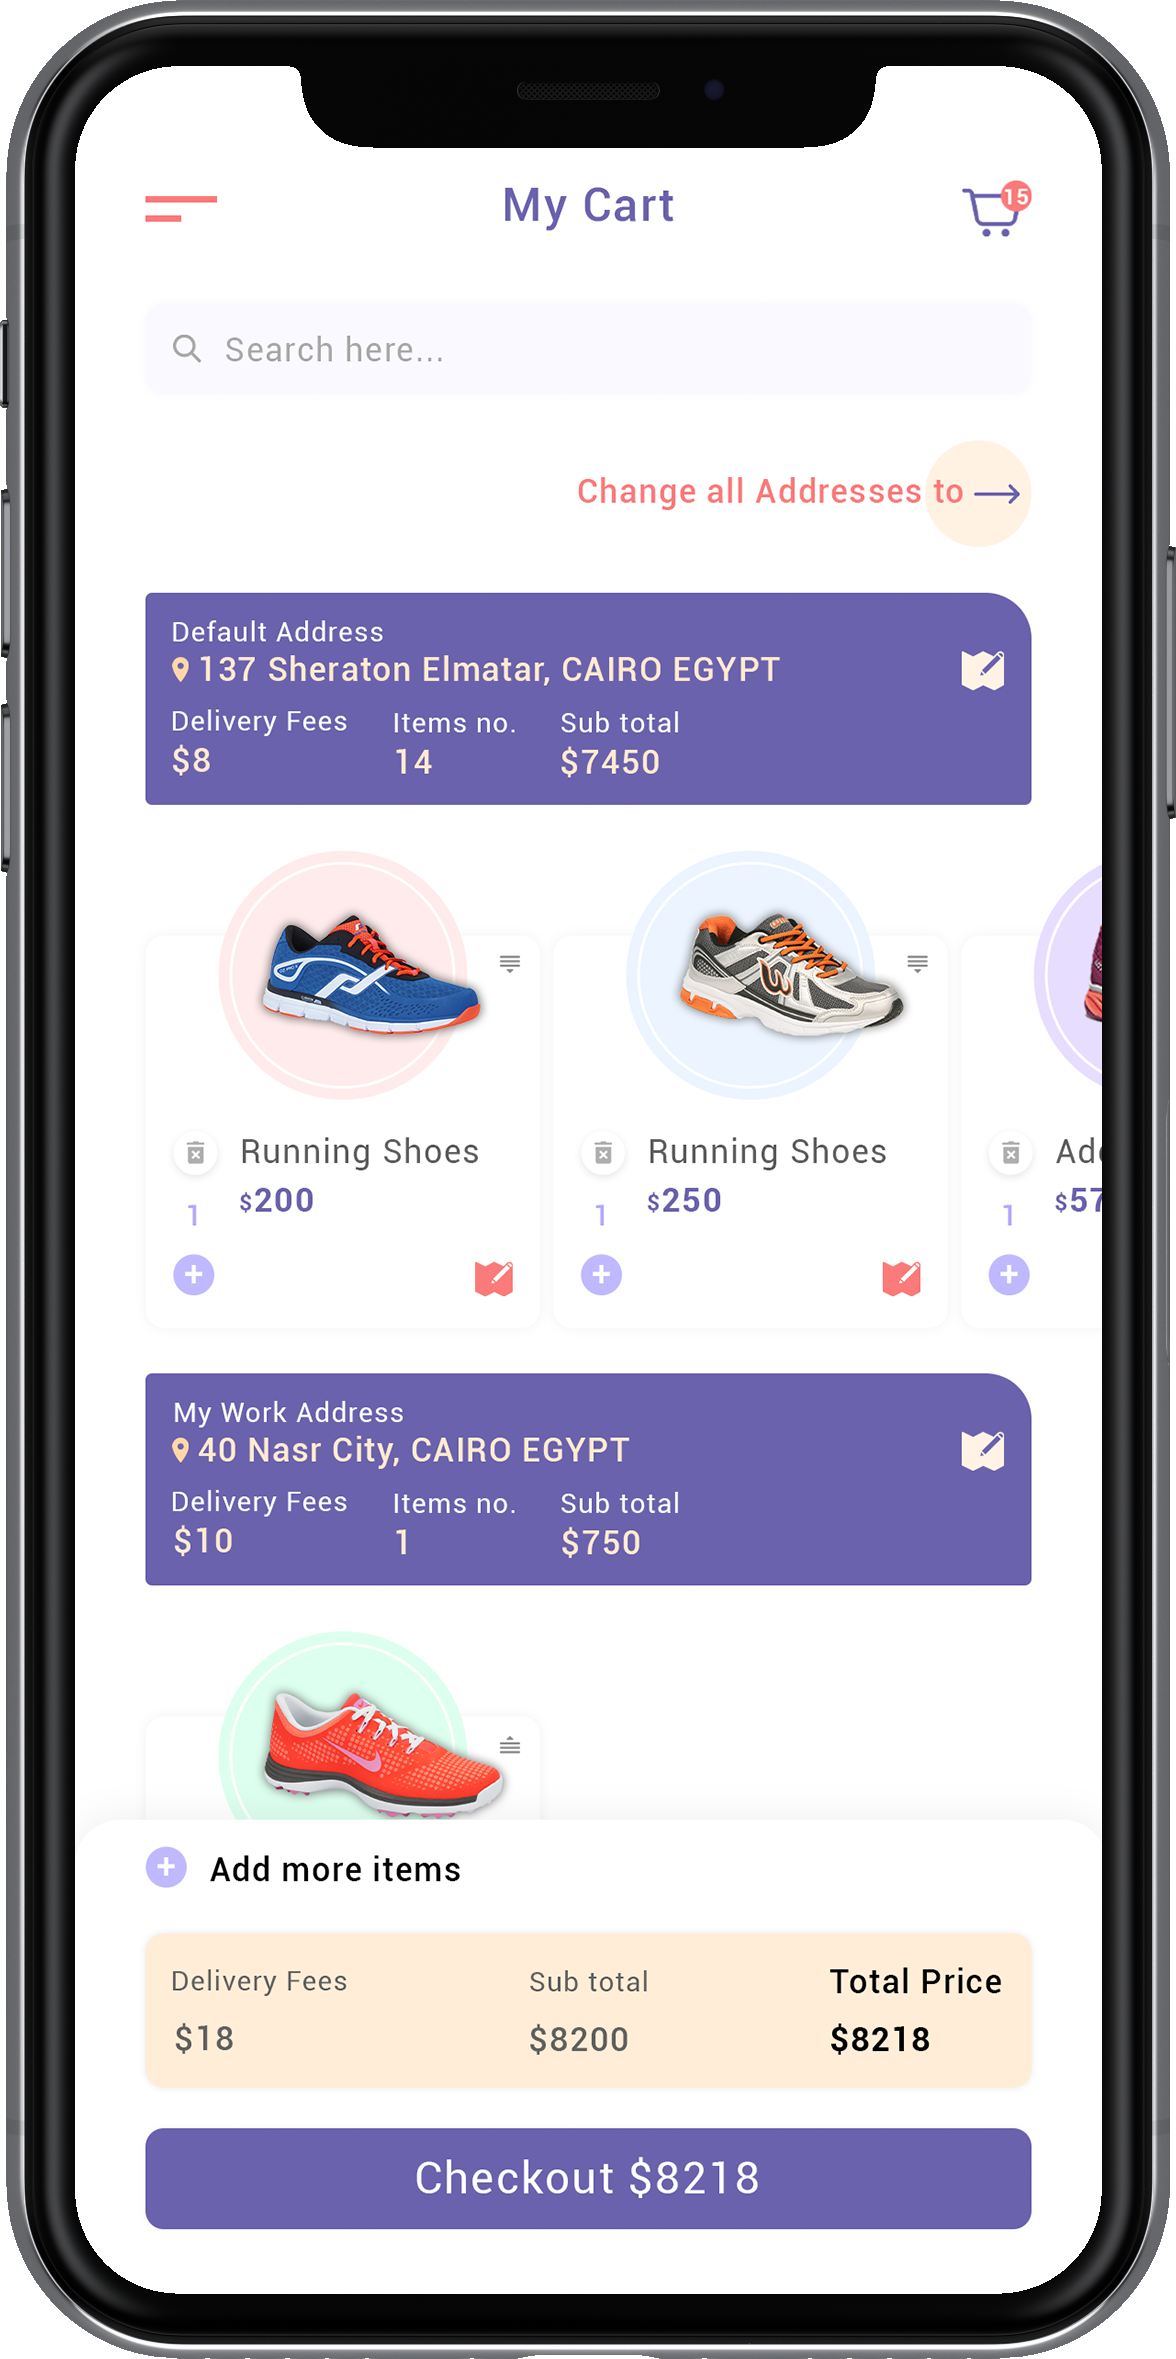 My Cart
15
Search here...
Change all Addresses to
Default Address
137 Sheraton Elmatar, CAIRO EGYPT
Delivery Fees Items no. Sub total
$8 14 $7450
Running Shoes Running Shoes
$200 $250 $57
1 1 1
My Work Address
40 Nasr City, CAIRO EGYPT
Delivery Fees Items no. Sub total
$10 1 $750
Add more items
Delivery Fees Sub total Total Price
$18 $8200 $8218
Checkout $8218